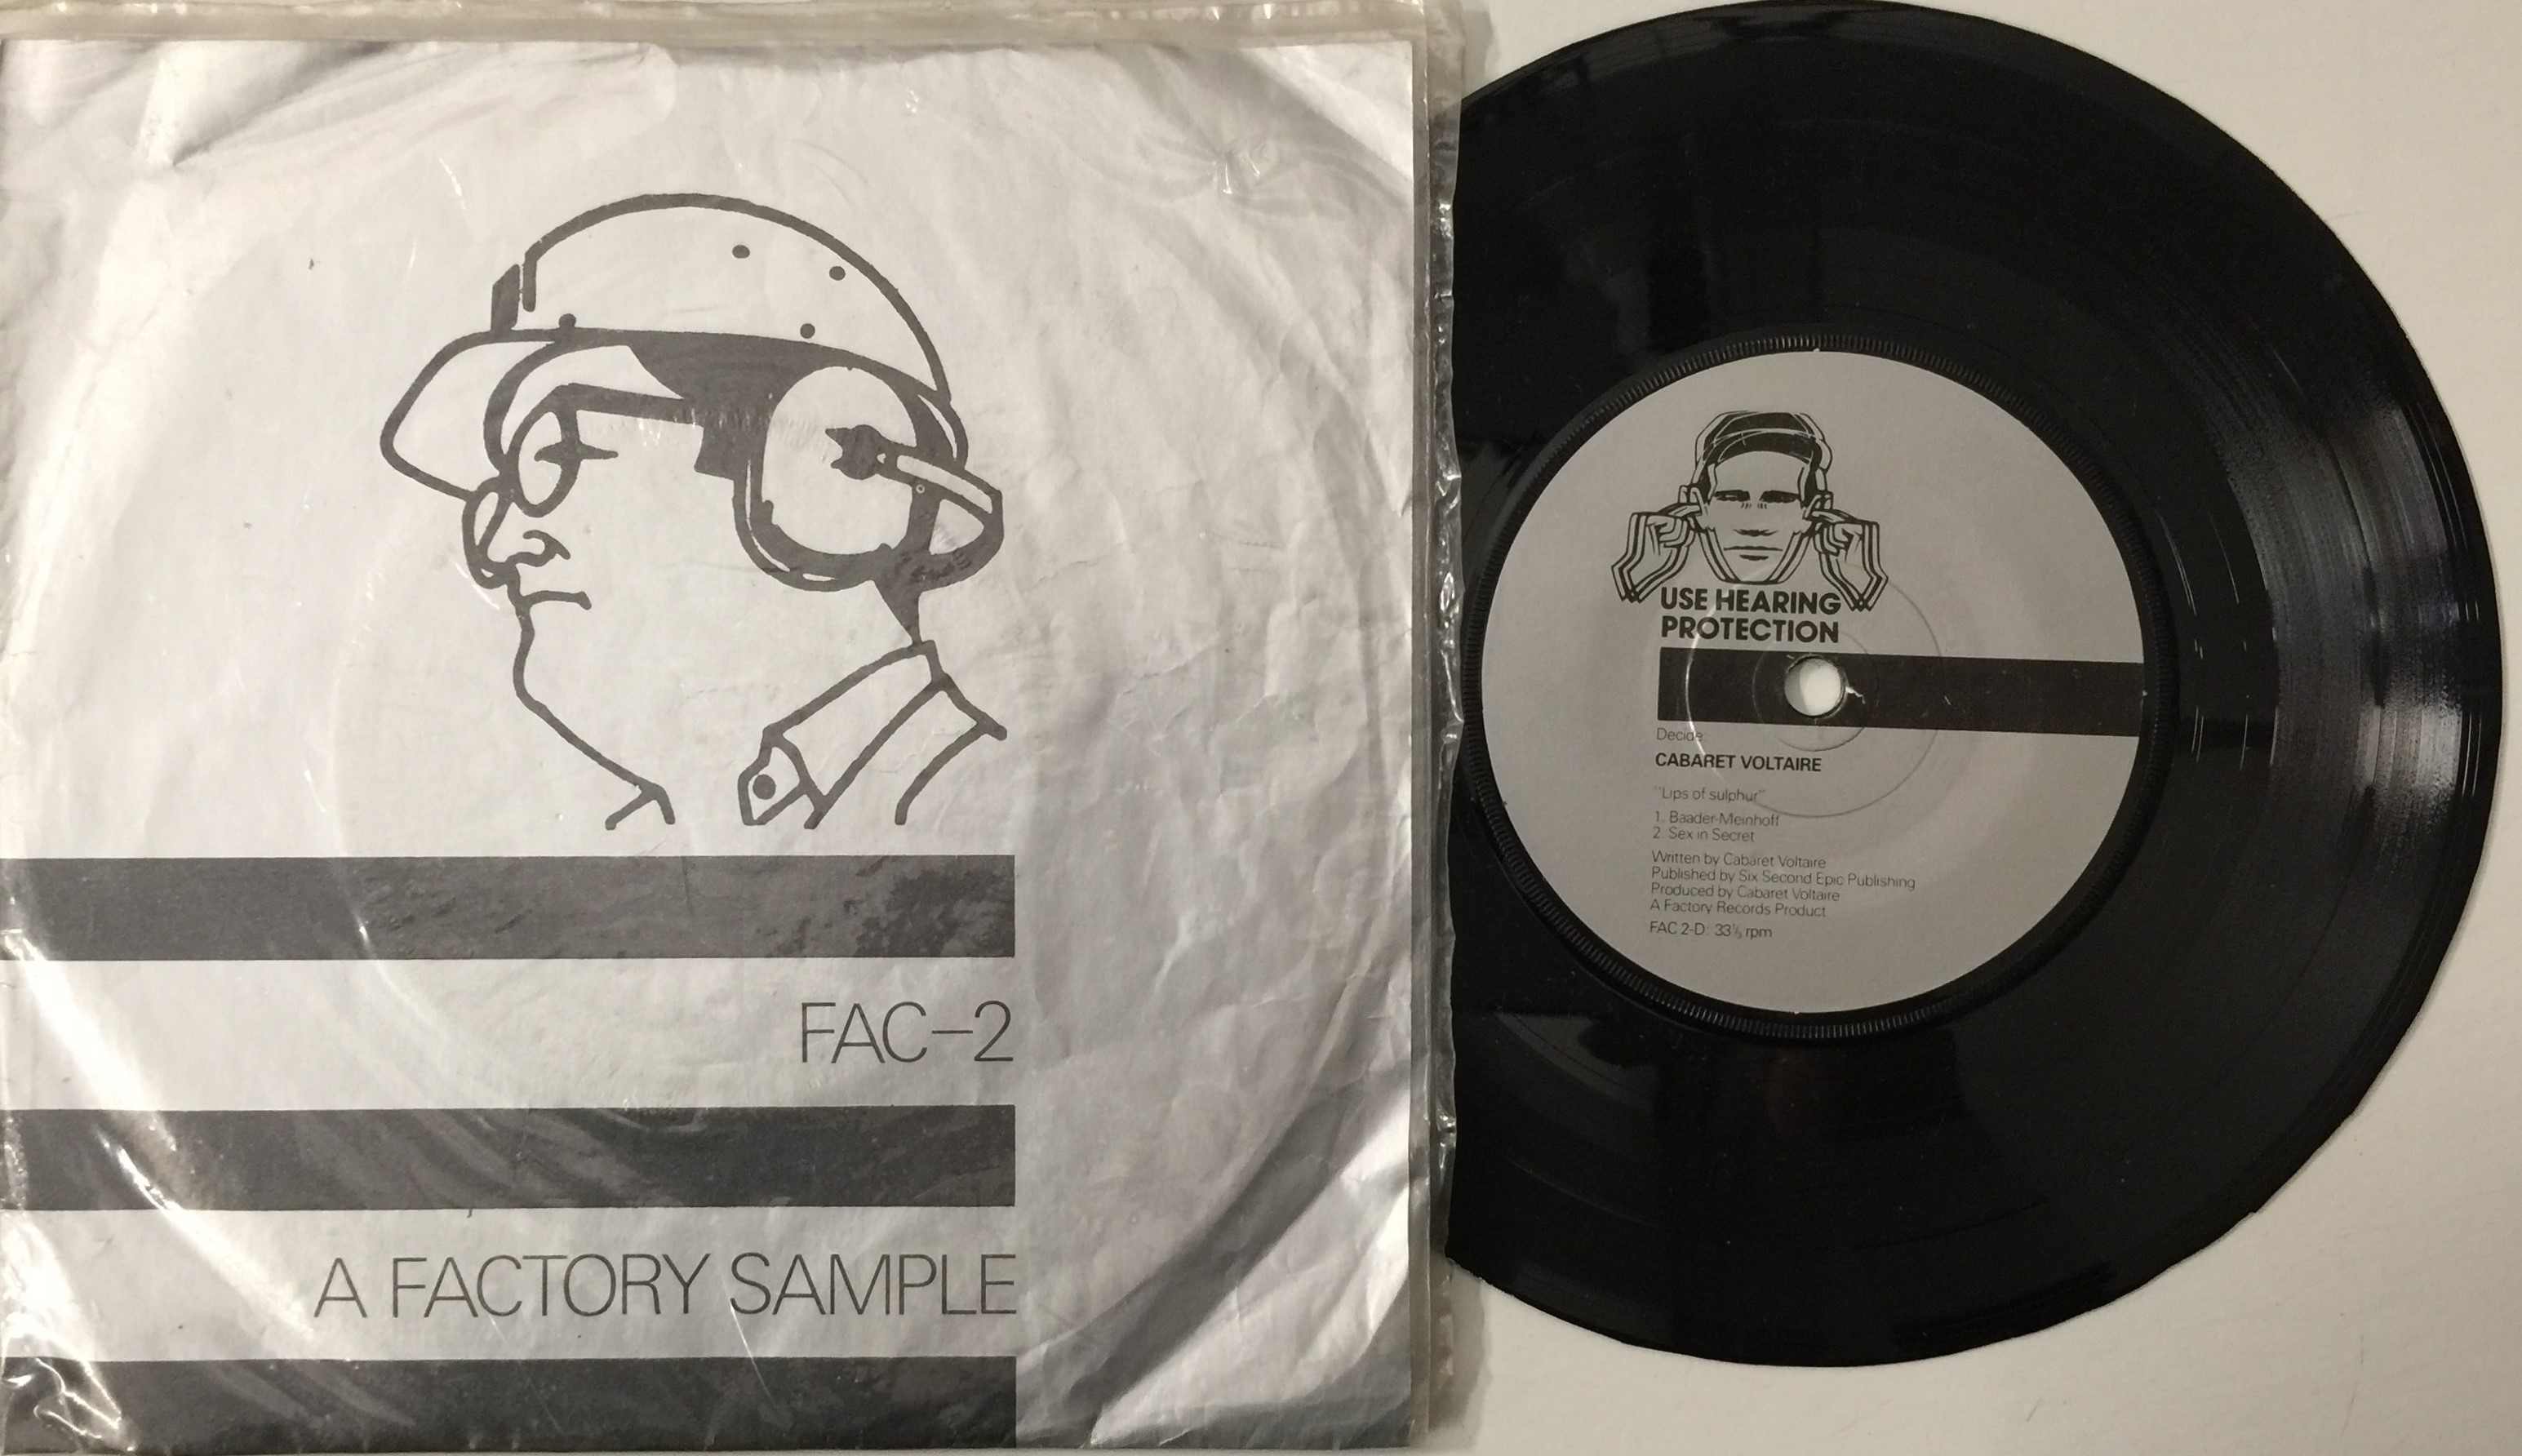 FAC-2
A FACTORY SAMPLE
USE HEARING
PROTECTION
Decide
CABARET VOLTAIRE
"Lips of sulphur"
1. Baader-Meinhoff
2. Sex in Secret
Written by Cabaret Voltaire
Published by Six Second Epic Publishing
Produced by Cabaret Voltaire
A Factory Records Product
FAC 2-D: 33⅓ rpm